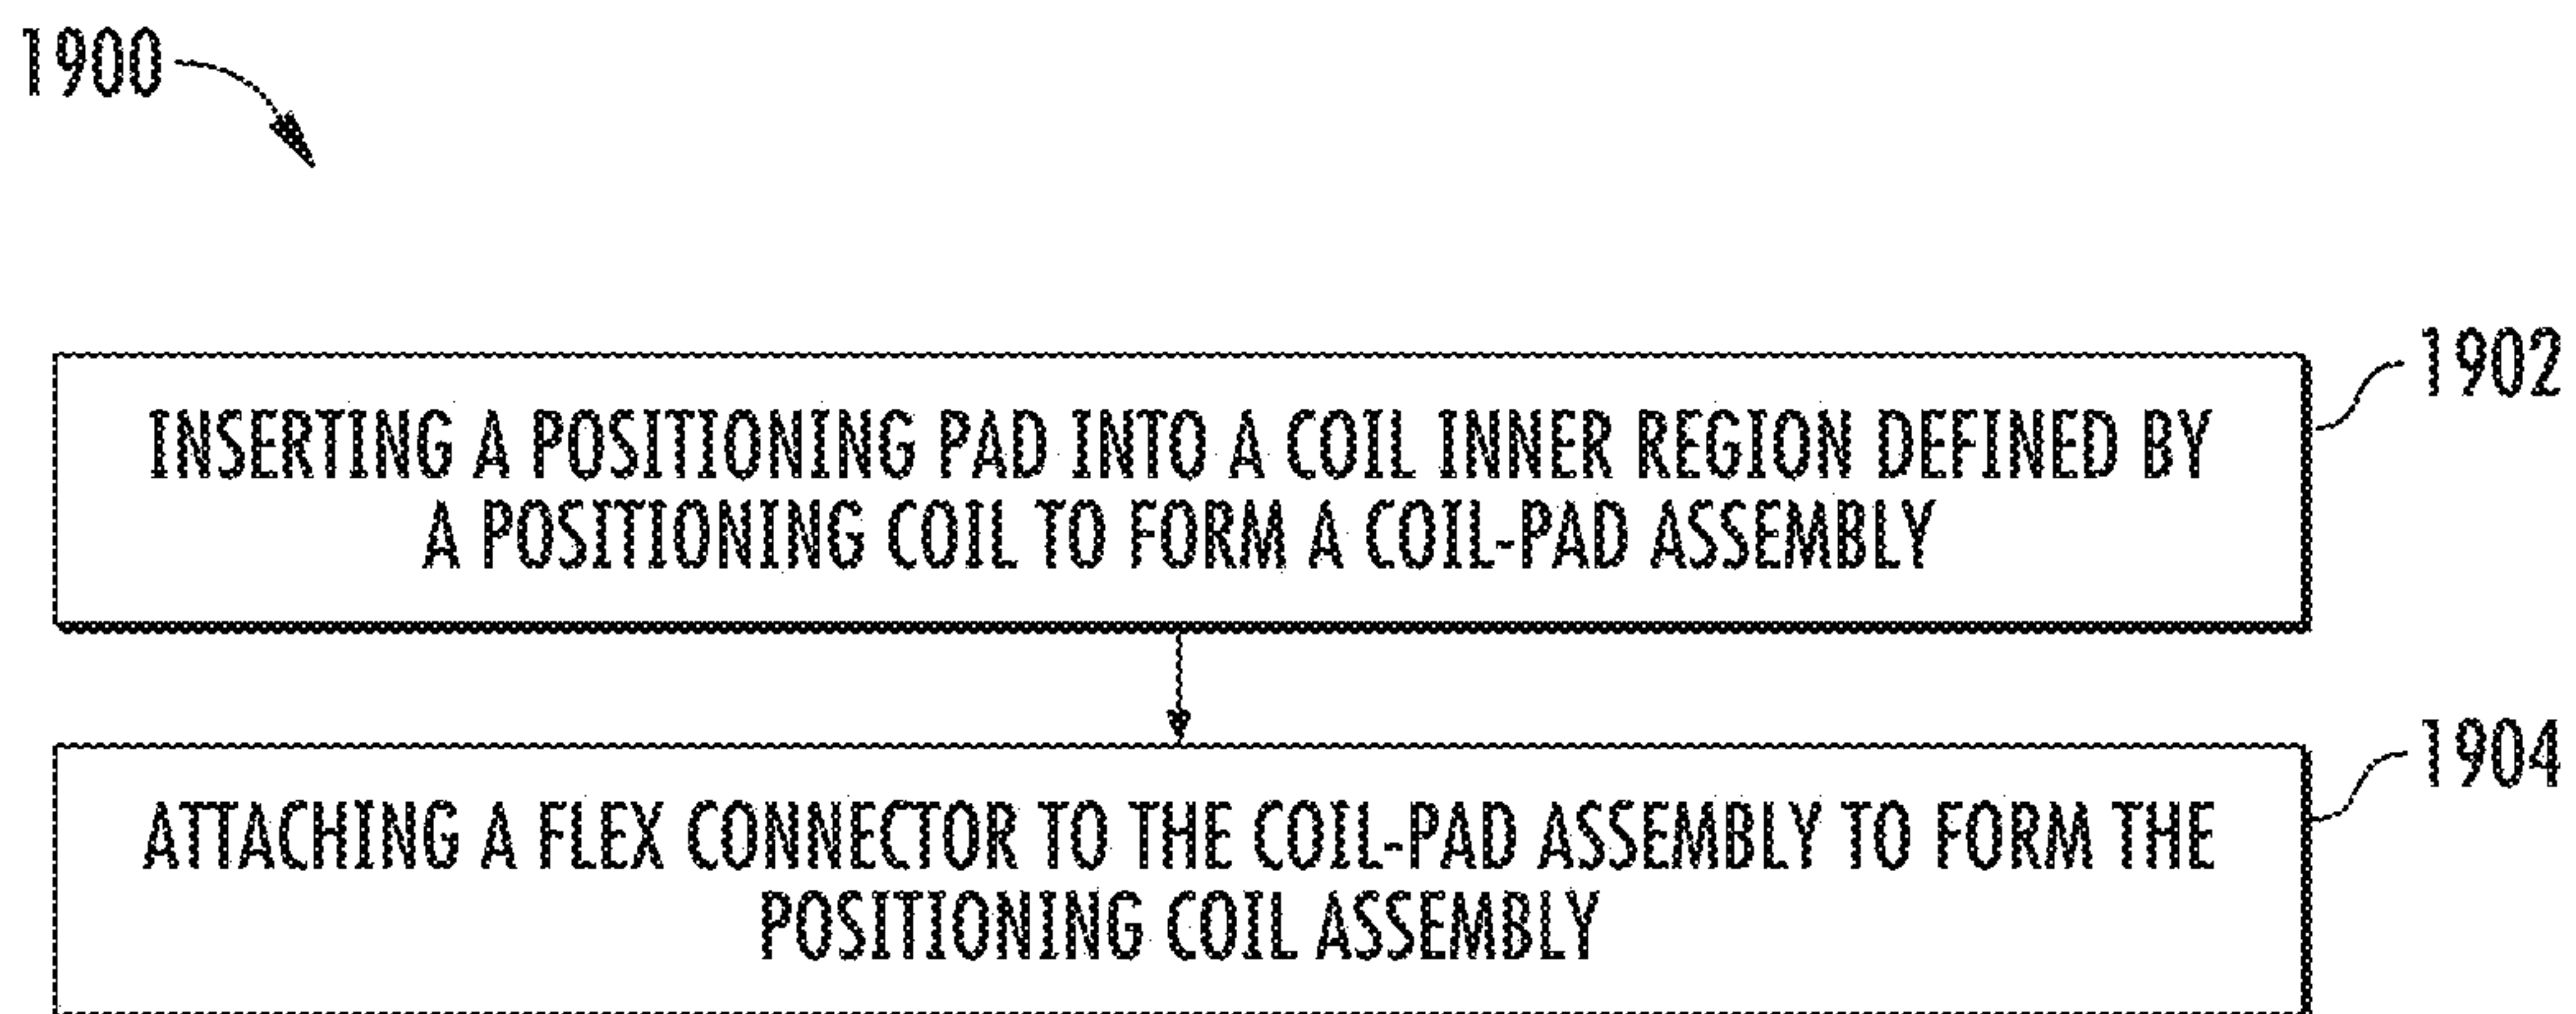 1900
1902
INSERTING A POSITIONING PAD INTO A COIL INNER REGION DEFINED BY
A POSITIONING COIL TO FORM A COIL-PAD ASSEMBLY
1904
ATTACHING A FLEX CONNECTOR TO THE COIL-PAD ASSEMBLY TO FORM THE
POSITIONING COIL ASSEMBLY